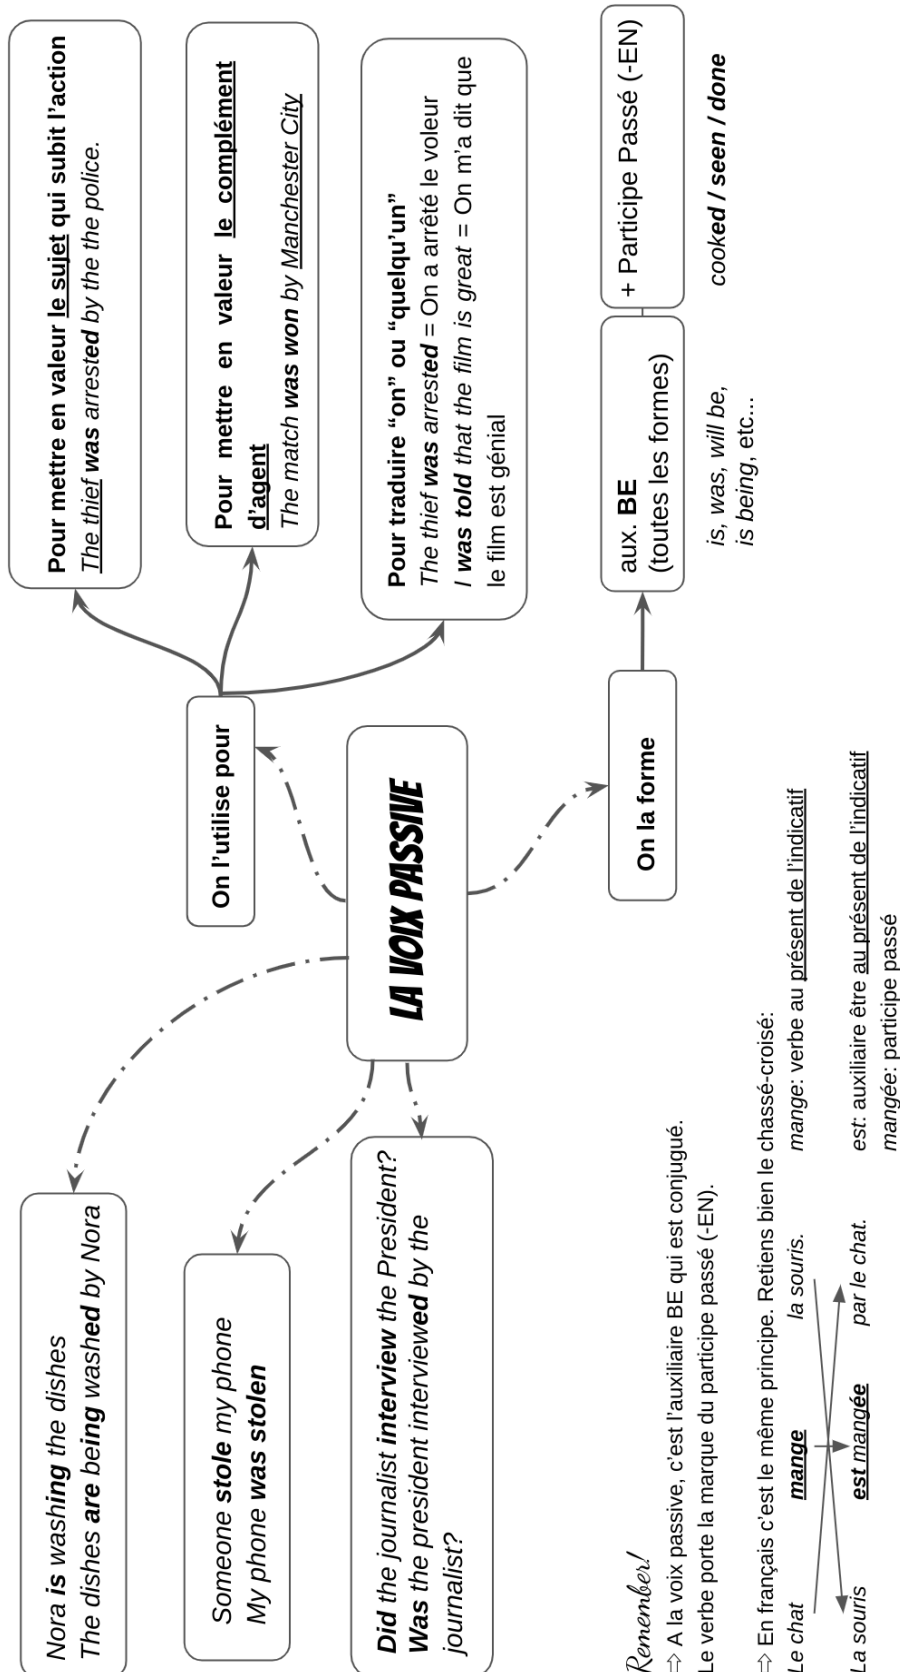 Nora is washing the dishes
The dishes are being washed by Nora
Someone stole my phone
My phone was stolen
Did the journalist interview the President?
Was the president interviewed by the
journalist?
LA VOIX PASSIVE
On l’utilise pour
Pour mettre en valeur le sujet qui subit l’action
The thief was arrested by the the police.
Pour mettre en valeur le complément
d’agent
The match was won by Manchester City
Pour traduire “on” ou “quelqu’un”
The thief was arrested = On a arrêté le voleur
I was told that the film is great = On m’a dit que
le film est génial
On la forme
aux. BE
(toutes les formes)
+ Participe Passé (-EN)
is, was, will be,
is being, etc...
cooked / seen / done
Remember!
⇨ A la voix passive, c’est l’auxiliaire BE qui est conjugué.
Le verbe porte la marque du participe passé (-EN).
⇨ En français c’est le même principe. Retiens bien le chassé-croisé:
Le chat mange la souris. mange: verbe au présent de l’indicatif
La souris est mangée par le chat. est: auxiliaire être au présent de l’indicatif
mangée: participe passé